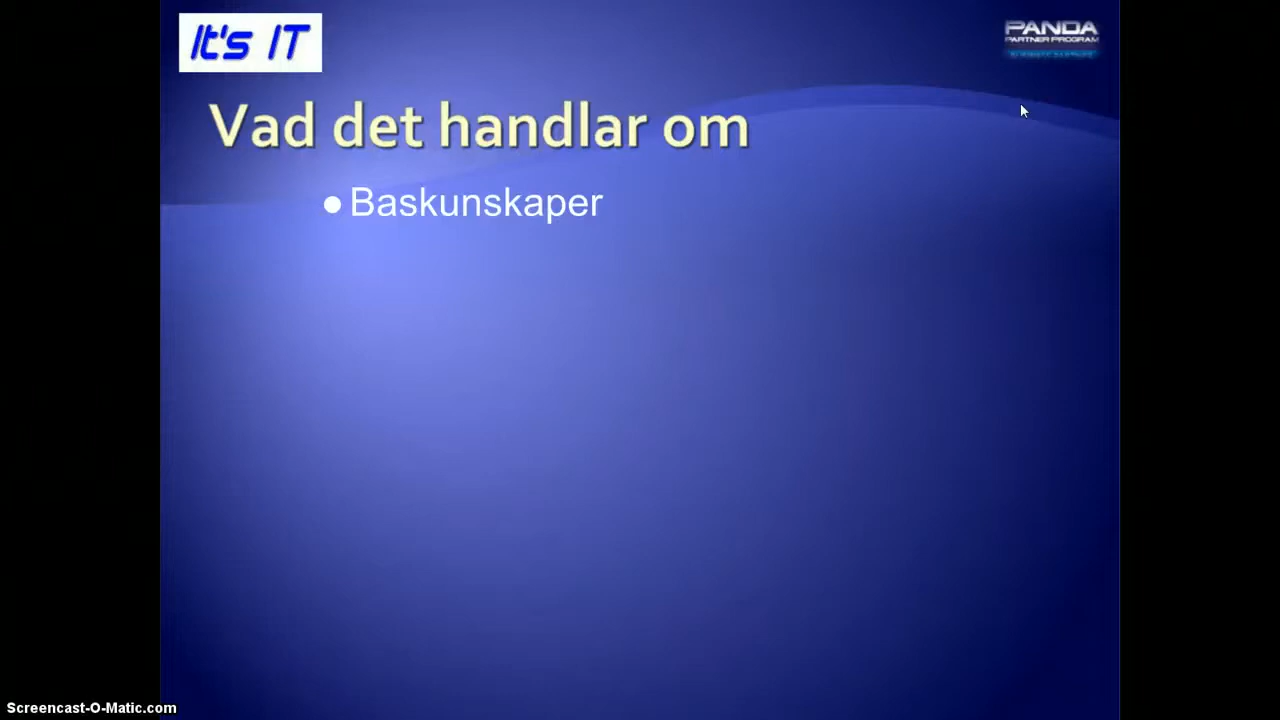 It's IT
PANDA
PARTNER PROGRAM
Vad det handlar om
● Baskunskaper
Screencast-O-Matic.com